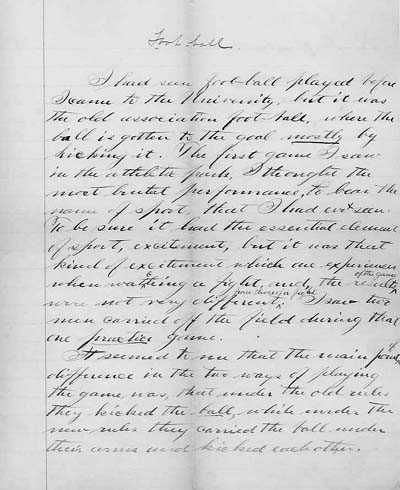 Foot ball.
I had seen foot-ball played before
I came to the University, but it was
the old association foot ball, where the
ball is gotten to the goal mostly by
kicking it. The first game I saw
in the athletic park, I thought the
most brutal performance, to bear the
name of sport, that I had ever seen.
To be sure it had the essential element
of sport, excitement, but it was that
kind of excitement which one experiences
when watching a fight, and, the results of the game
were not very different from those of a fight. I saw two
men carried off the field during that
one practice game.
It seemed to me that the main point of
difference in the two ways of playing
the game, was, that under the old rules
they kicked the ball, while under the
new rules they carried the ball under
their arms and kicked each other.